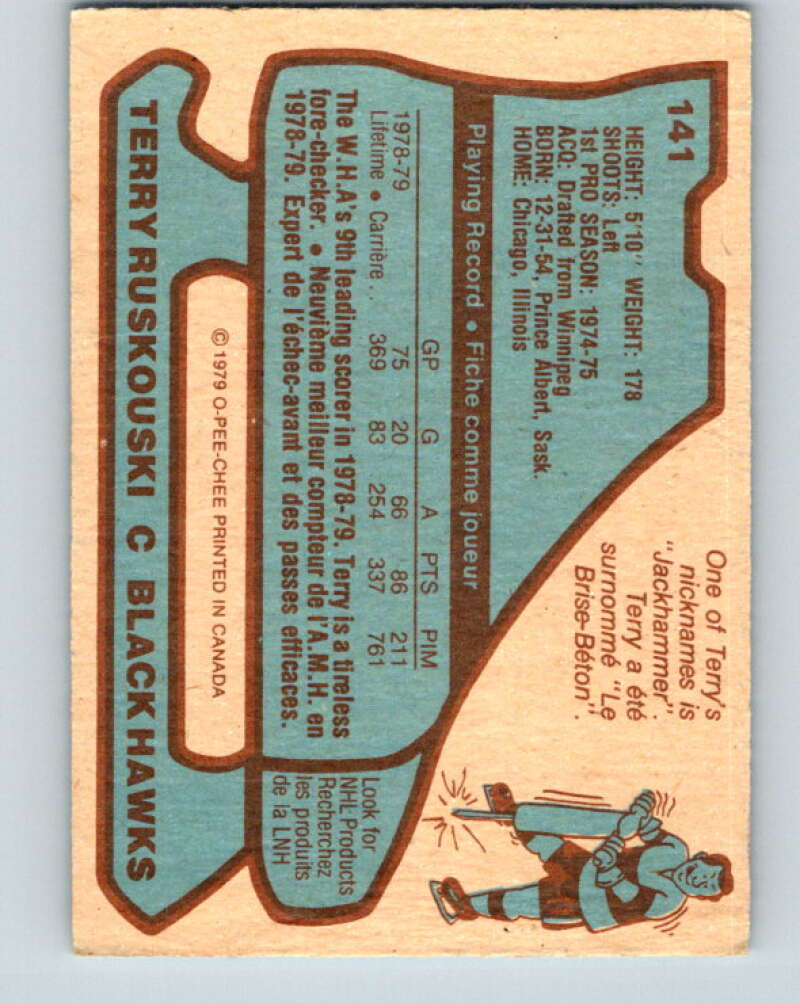 141
HEIGHT: 5'10" WEIGHT: 178
SHOOTS: Left
1st PRO SEASON: 1974-75
ACQ: Drafted from Winnipeg
BORN: 12-31-54, Prince Albert, Sask.
HOME: Chicago, Illinois
One of Terry's
nicknames is
"Jackhammer".
Terry a été
surnommé "Le
Brise-Béton".
Playing Record • Fiche comme joueur
GP G A PTS PIM
1978-79 75 20 66 86 211
Lifetime • Carrière .. 369 83 254 337 761
The W.H.A's 9th leading scorer in 1978-79. Terry is a tireless
fore-checker. • Neuvième meilleur compteur de l'A.M.H. en
1978-79. Expert de l'échec-avant et des passes efficaces.
Look for
NHL Products
Recherchez
les produits
de la LNH
© 1979 O-PEE-CHEE PRINTED IN CANADA
TERRY RUSKOUSKI C BLACK HAWKS